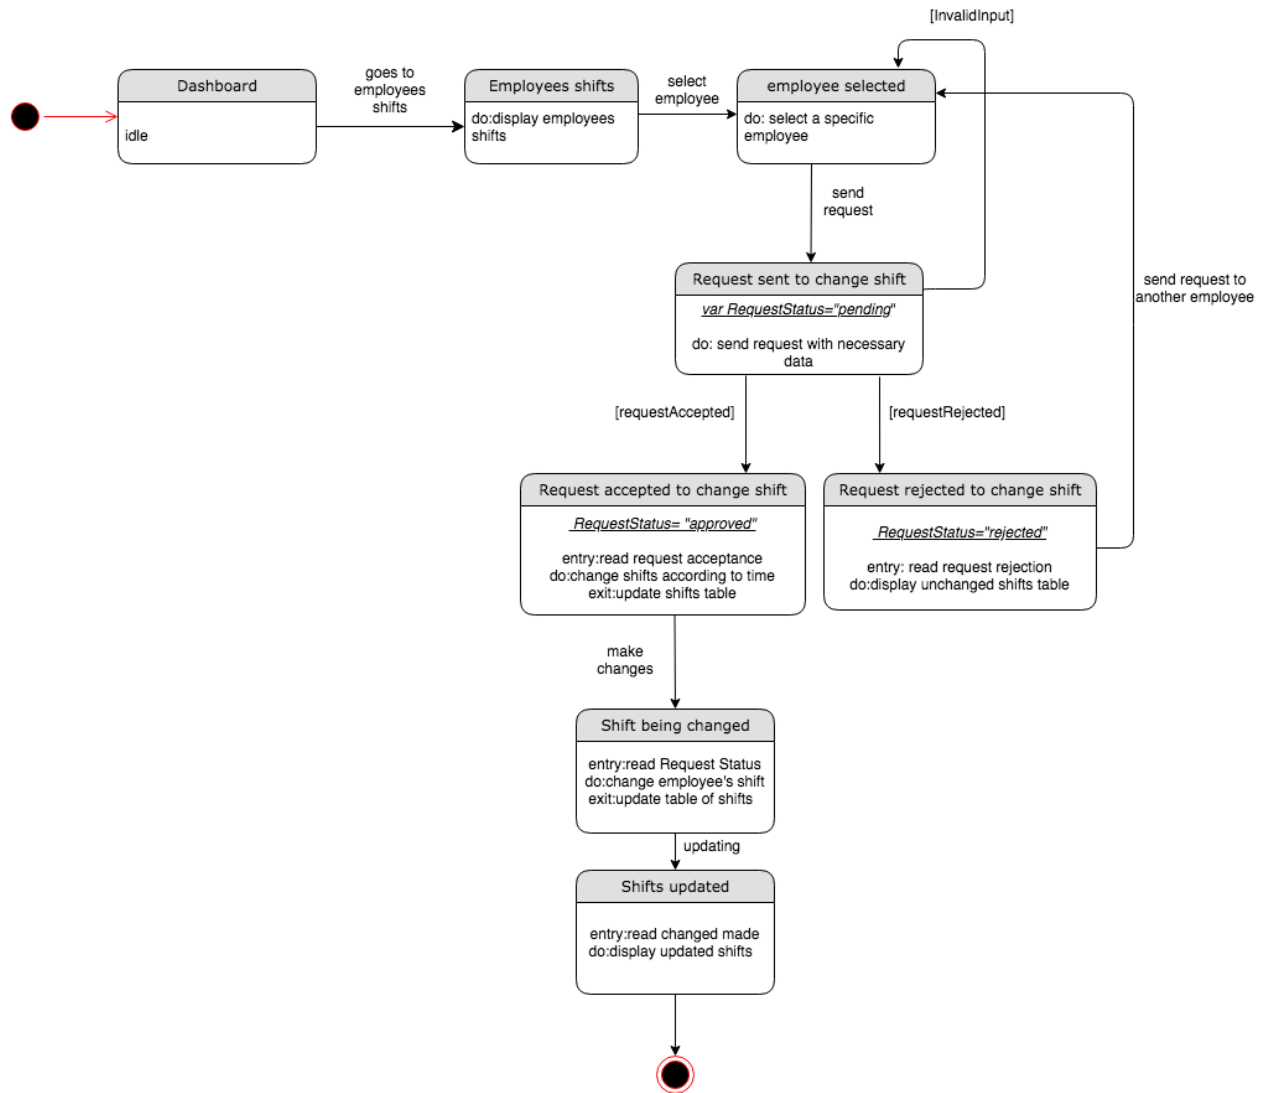 [InvalidInput]
Dashboard
idle
goes to
employees
shifts
Employees shifts
do:display employees
shifts
select
employee
employee selected
do: select a specific
employee
send
request
send request to
another employee
Request sent to change shift
var RequestStatus="pending"
do: send request with necessary
data
[requestAccepted]
[requestRejected]
Request accepted to change shift
RequestStatus= "approved"
entry:read request acceptance
do:change shifts according to time
exit:update shifts table
Request rejected to change shift
RequestStatus="rejected"
entry: read request rejection
do:display unchanged shifts table
make
changes
Shift being changed
entry:read Request Status
do:change employee's shift
exit:update table of shifts
updating
Shifts updated
entry:read changed made
do:display updated shifts